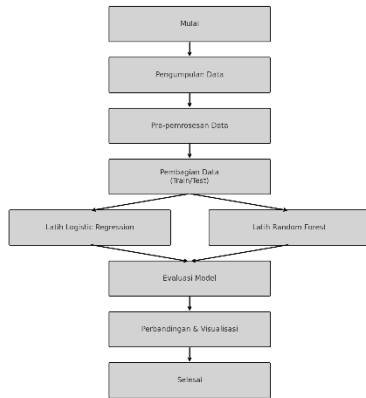 Mulai
Pengumpulan Data
Pra-pemrosesan Data
Pembagian Data
(Train/Test)
Latih Logistic Regression
Latih Random Forest
Evaluasi Model
Perbandingan & Visualisasi
Selesai